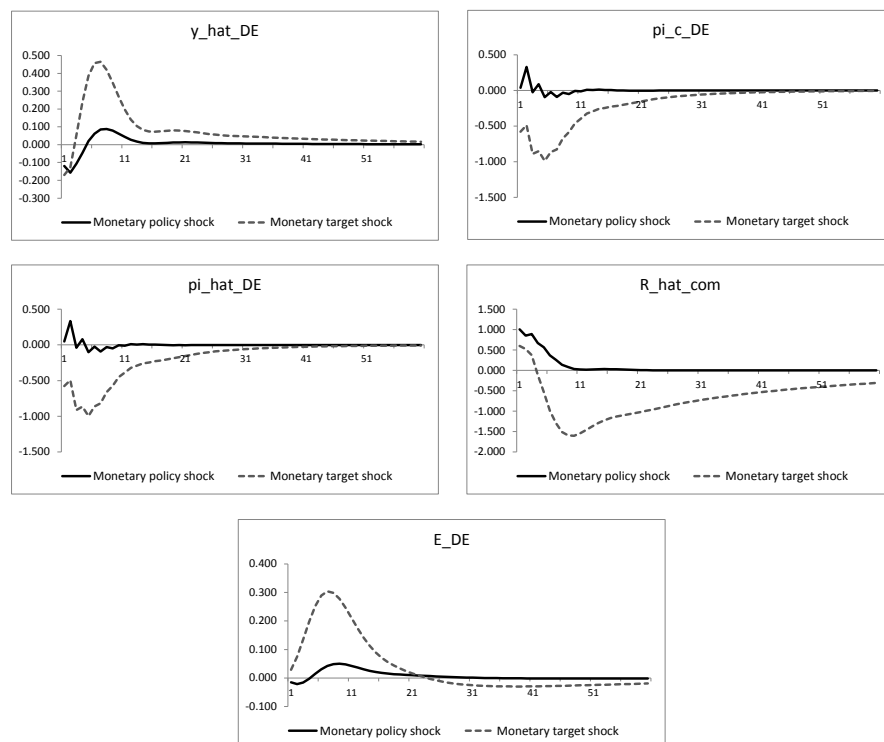 y_hat_DE
0.500
0.400
0.300
0.200
0.100
0.000
-0.100
-0.200
-0.300
1 11 21 31 41 51
Monetary policy shock Monetary target shock
pi_c_DE
0.500
0.000
-0.500
-1.000
-1.500
1 11 21 31 41 51
Monetary policy shock Monetary target shock
pi_hat_DE
0.500
0.000
-0.500
-1.000
-1.500
1 11 21 31 41 51
Monetary policy shock Monetary target shock
R_hat_com
1.500
1.000
0.500
0.000
-0.500
-1.000
-1.500
-2.000
1 11 21 31 41 51
Monetary policy shock Monetary target shock
E_DE
0.400
0.300
0.200
0.100
0.000
-0.100
1 11 21 31 41 51
Monetary policy shock Monetary target shock